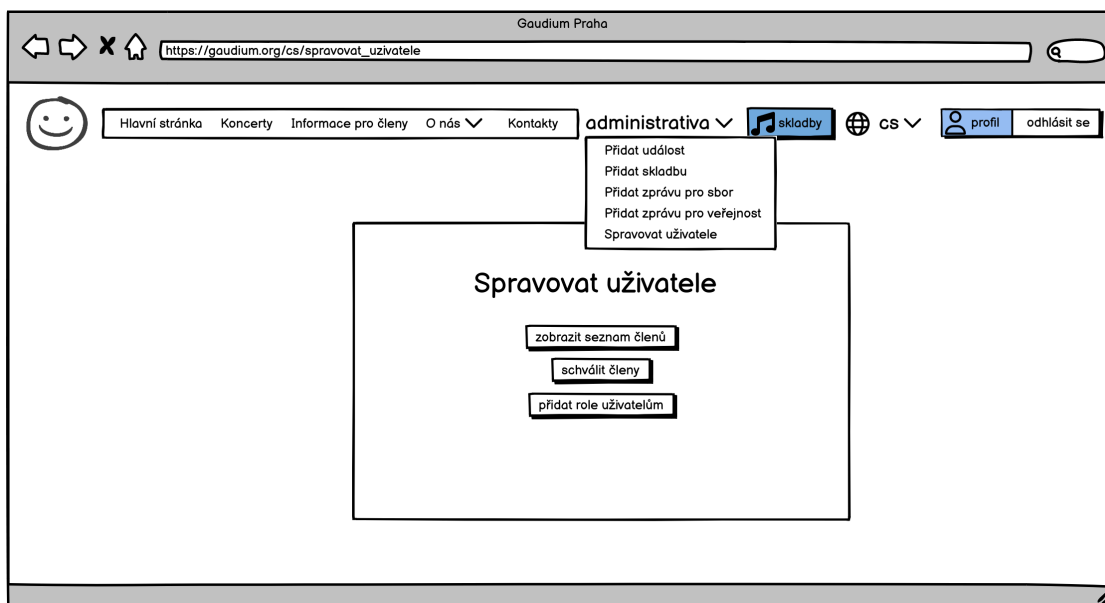 Gaudium Praha
https://gaudium.org/cs/spravovat_uzivatele
Hlavní stránka Koncerty Informace pro členy O nás Kontakty administrativa skladby cs profil odhlásit se
Přidat událost
Přidat skladbu
Přidat zprávu pro sbor
Přidat zprávu pro veřejnost
Spravovat uživatele
Spravovat uživatele
zobrazit seznam členů
schválit členy
přidat role uživatelům